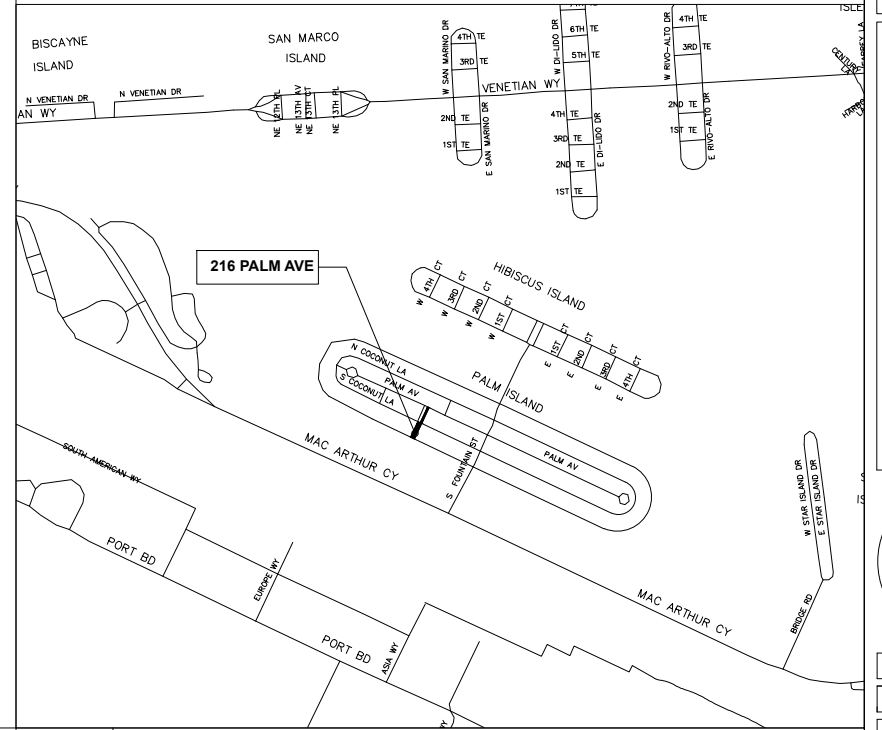 BISCAYNE
ISLAND
SAN MARCO
ISLAND
N VENETIAN DR
N VENETIAN DR
AN WY
NE 12TH PL
NE 13TH AV
NE 13TH CT
NE 13TH PL
W SAN MARINO DR
4TH TE
3RD TE
VENETIAN WY
2ND TE
1ST TE
E SAN MARINO DR
W DI-LIDO DR
6TH TE
5TH TE
4TH TE
3RD TE
2ND TE
1ST TE
E DI-LIDO DR
W RIVO-ALTO DR
4TH TE
3RD TE
2ND TE
1ST TE
E RIVO-ALTO DR
ISLE
CENTURY
LA
216 PALM AVE
HIBISCUS ISLAND
W 4TH CT
W 3RD CT
W 2ND CT
W 1ST CT
E 1ST CT
E 2ND CT
E 3RD CT
E 4TH CT
N COCONUT LA
PALM AV
S COCONUT LA
PALM ISLAND
PALM AV
S FOUNTAIN ST
MAC ARTHUR CY
SOUTH AMERICAN WY
PORT BD
EUROPE WY
PORT BD
ASIA WY
WY
MAC ARTHUR CY
W STAR ISLAND DR
E STAR ISLAND DR
BRIDGE RD